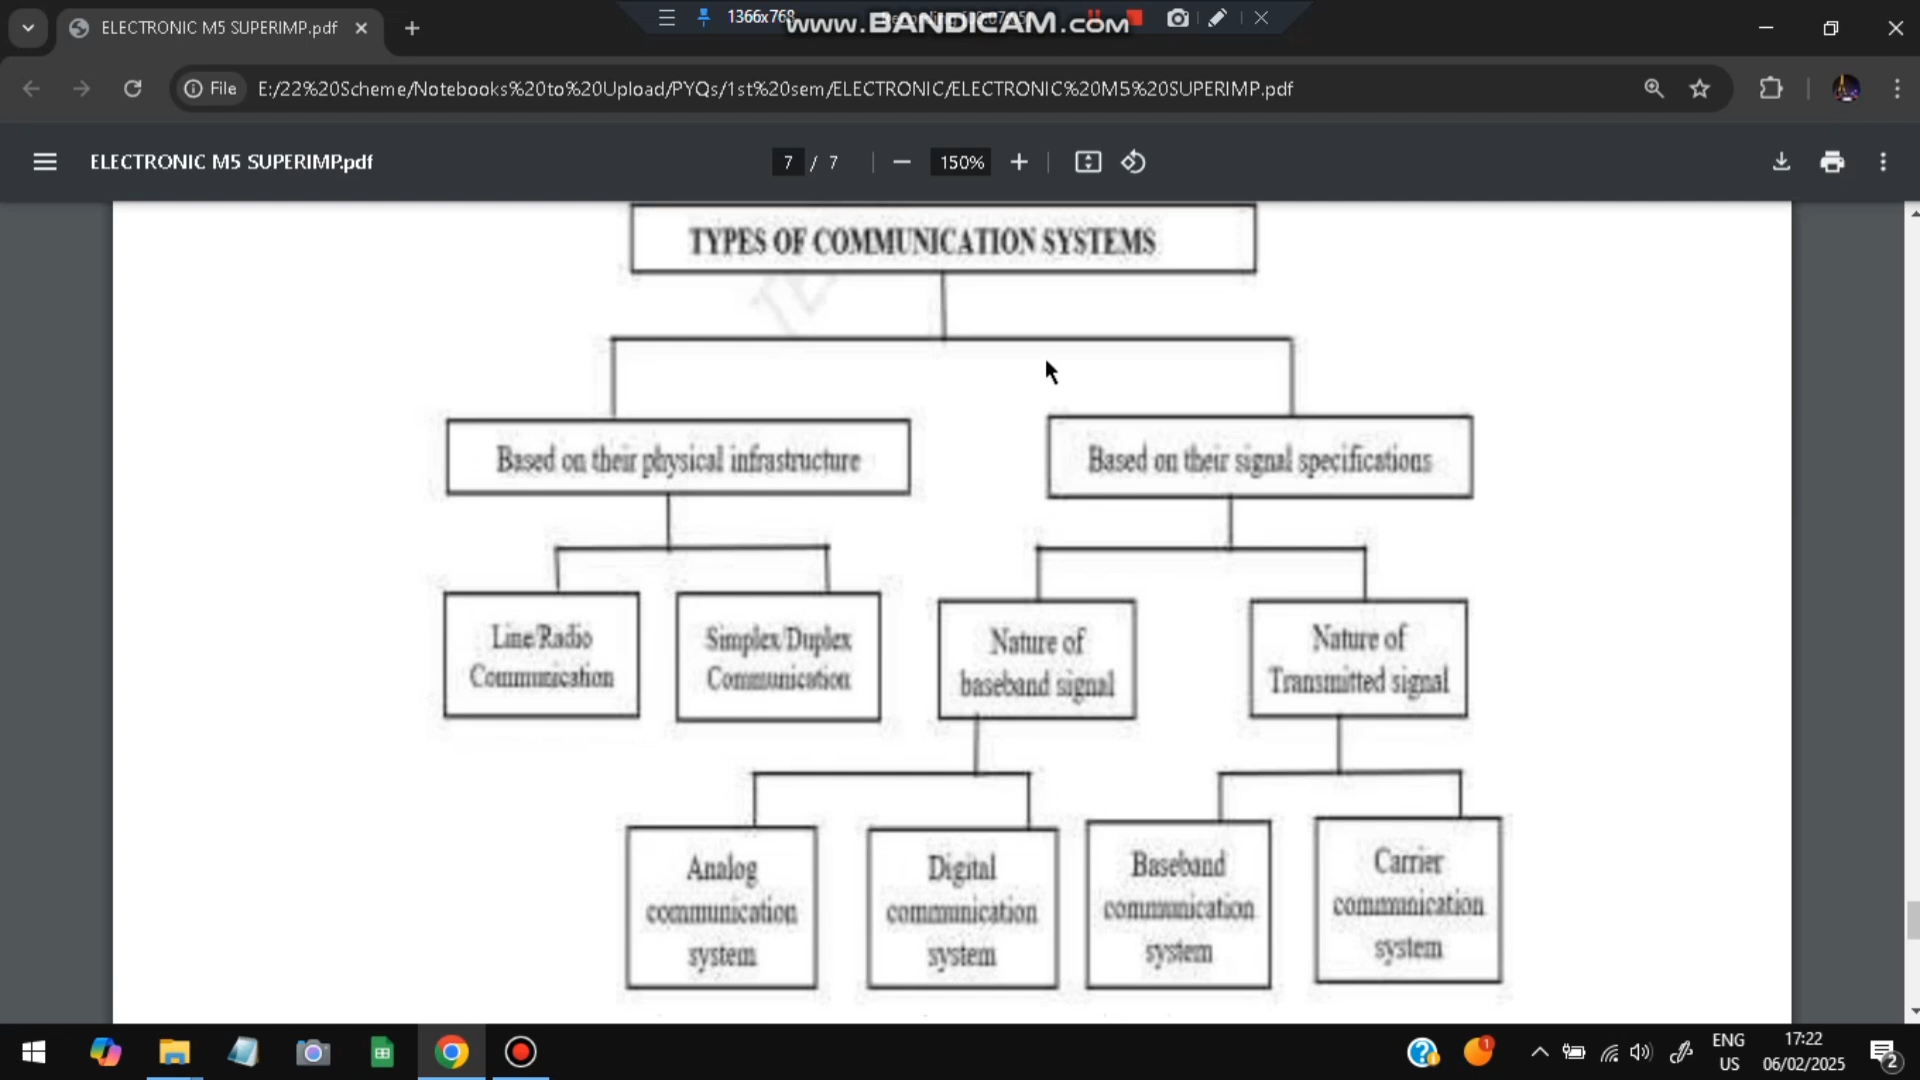 ELECTRONIC M5 SUPERIMP.pdf
1366x768
www.BANDICAM.com
File
E:/22%20Scheme/Notebooks%20to%20Upload/PYQs/1st%20sem/ELECTRONIC/ELECTRONIC%20M5%20SUPERIMP.pdf
ELECTRONIC M5 SUPERIMP.pdf
7 / 7
150%
TYPES OF COMMUNICATION SYSTEMS
Based on their physical infrastructure
Based on their signal specifications
Line/Radio
Communication
Simplex/Duplex
Communication
Nature of
baseband signal
Nature of
Transmitted signal
Analog
communication
system
Digital
communication
system
Baseband
communication
system
Carrier
communication
system
ENG
US
17:22
06/02/2025
1
2